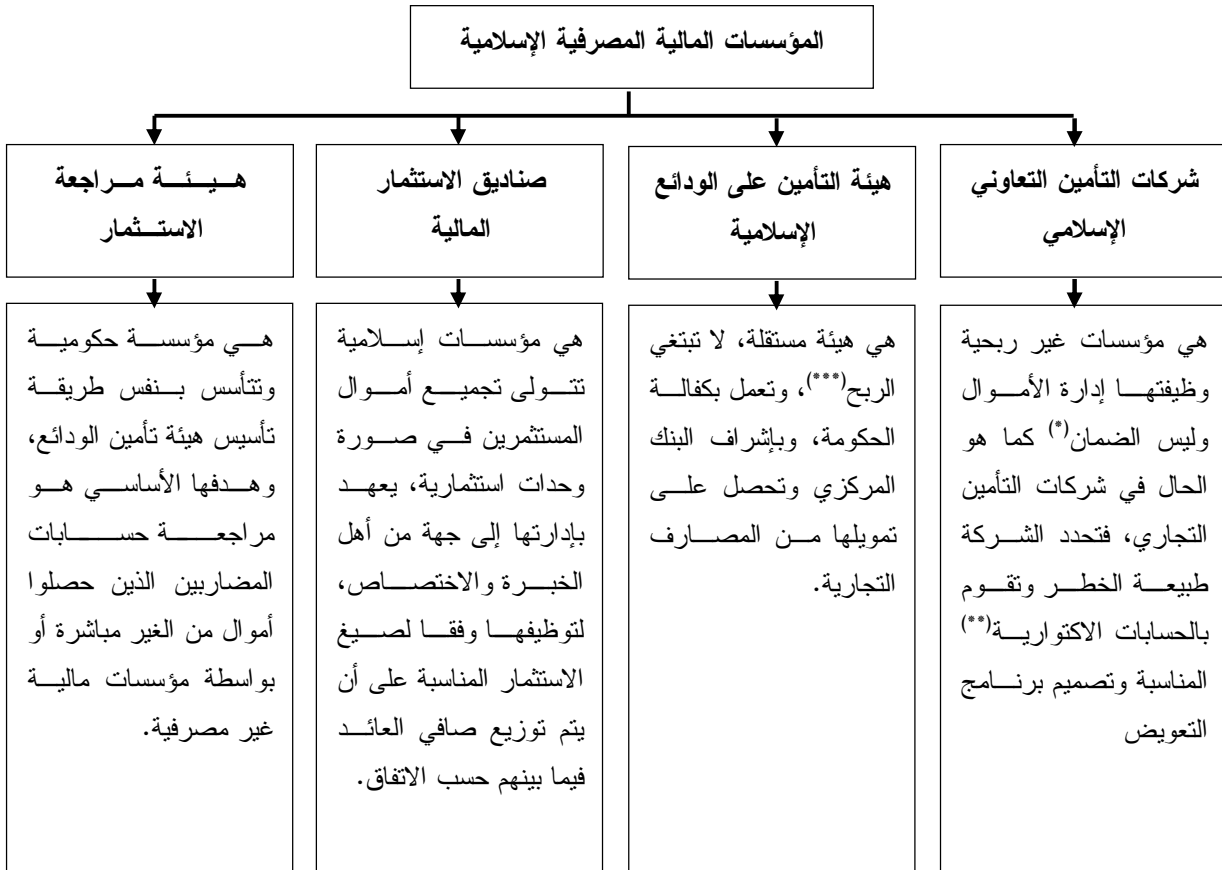 المؤسسات المالية المصرفية الإسلامية
شركات التأمين التعاوني
الإسلامي
هيئة التأمين على الودائع
الإسلامية
صناديق الاستثمار
المالية
هيئة مراجعة
الاستثمار
هي مؤسسات غير ربحية
وظيفتها إدارة الأموال
وليس الضمان(*) كما هو
الحال في شركات التأمين
التجاري، فتحدد الشركة
طبيعة الخطر وتقوم
بالحسابات الاكتوارية(**)
المناسبة وتصميم برنامج
التعويض
هي هيئة مستقلة، لا تبتغي
الربح(***)، وتعمل بكفالة
الحكومة، وبإشراف البنك
المركزي وتحصل على
تمويلها من المصارف
التجارية.
هي مؤسسات إسلامية
تتولى تجميع أموال
المستثمرين في صورة
وحدات استثمارية، يعهد
بإدارتها إلى جهة من أهل
الخبرة والاختصاص،
لتوظيفها وفقا لصيغ
الاستثمار المناسبة على أن
يتم توزيع صافي العائد
فيما بينهم حسب الاتفاق.
هي مؤسسة حكومية
وتتأسس بنفس طريقة
تأسيس هيئة تأمين الودائع،
وهدفها الأساسي هو
مراجعة حسابات
المضاربين الذين حصلوا
أموال من الغير مباشرة أو
بواسطة مؤسسات مالية
غير مصرفية.